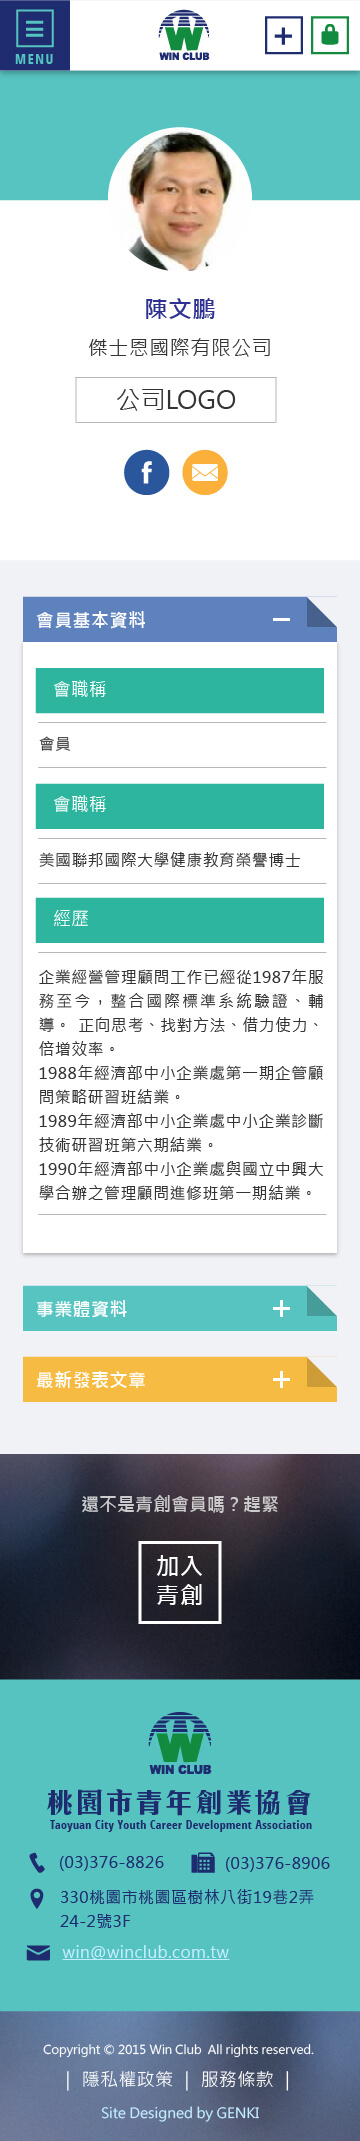 MENU
WIN CLUB
陳文鵬
傑士恩國際有限公司
公司LOGO
會員基本資料
會職稱
會員
會職稱
美國聯邦國際大學健康教育榮譽博士
經歷
企業經營管理顧問工作已經從1987年服
務至今，整合國際標準系統驗證、輔
導。 正向思考、找對方法、借力使力、
倍增效率。
1988年經濟部中小企業處第一期企管顧
問策略研習班結業。
1989年經濟部中小企業處中小企業診斷
技術研習班第六期結業。
1990年經濟部中小企業處與國立中興大
學合辦之管理顧問進修班第一期結業。
事業體資料
最新發表文章
還不是青創會員嗎？趕緊
加入
青創
WIN CLUB
桃園市青年創業協會
Taoyuan City Youth Career Development Association
(03)376-8826 (03)376-8906
330桃園市桃園區樹林八街19巷2弄
24-2號3F
win@winclub.com.tw
Copyright © 2015 Win Club All rights reserved.
| 隱私權政策 | 服務條款 |
Site Designed by GENKI